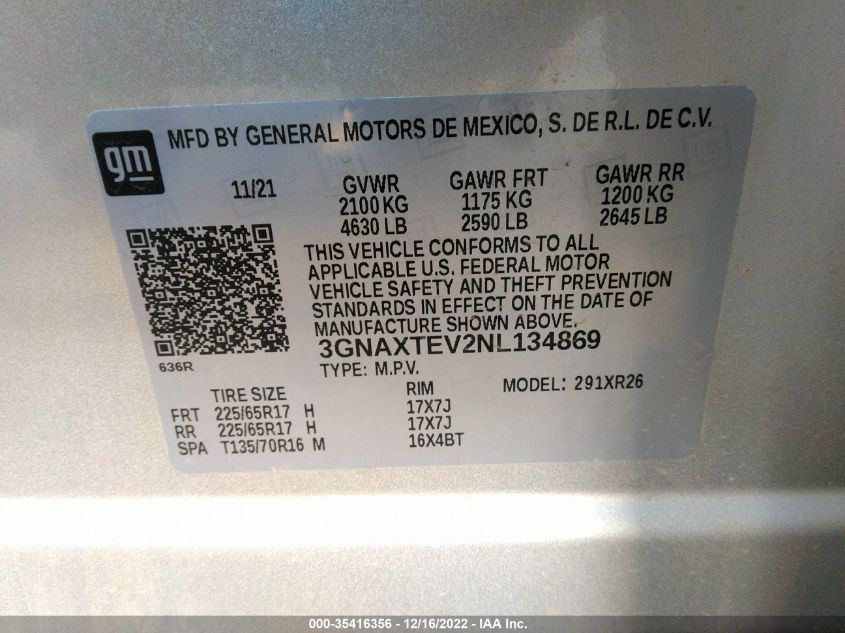 gm
MFD BY GENERAL MOTORS DE MEXICO, S. DE R.L. DE C.V.
11/21 GVWR GAWR FRT GAWR RR
2100 KG 1175 KG 1200 KG
4630 LB 2590 LB 2645 LB
THIS VEHICLE CONFORMS TO ALL
APPLICABLE U.S. FEDERAL MOTOR
VEHICLE SAFETY AND THEFT PREVENTION
STANDARDS IN EFFECT ON THE DATE OF
MANUFACTURE SHOWN ABOVE.
636R
3GNAXTEV2NL134869
TYPE: M.P.V. MODEL: 291XR26
TIRE SIZE RIM
FRT 225/65R17 H 17X7J
RR 225/65R17 H 17X7J
SPA T135/70R16 M 16X4BT
000-35416356 - 12/16/2022 - IAA Inc.